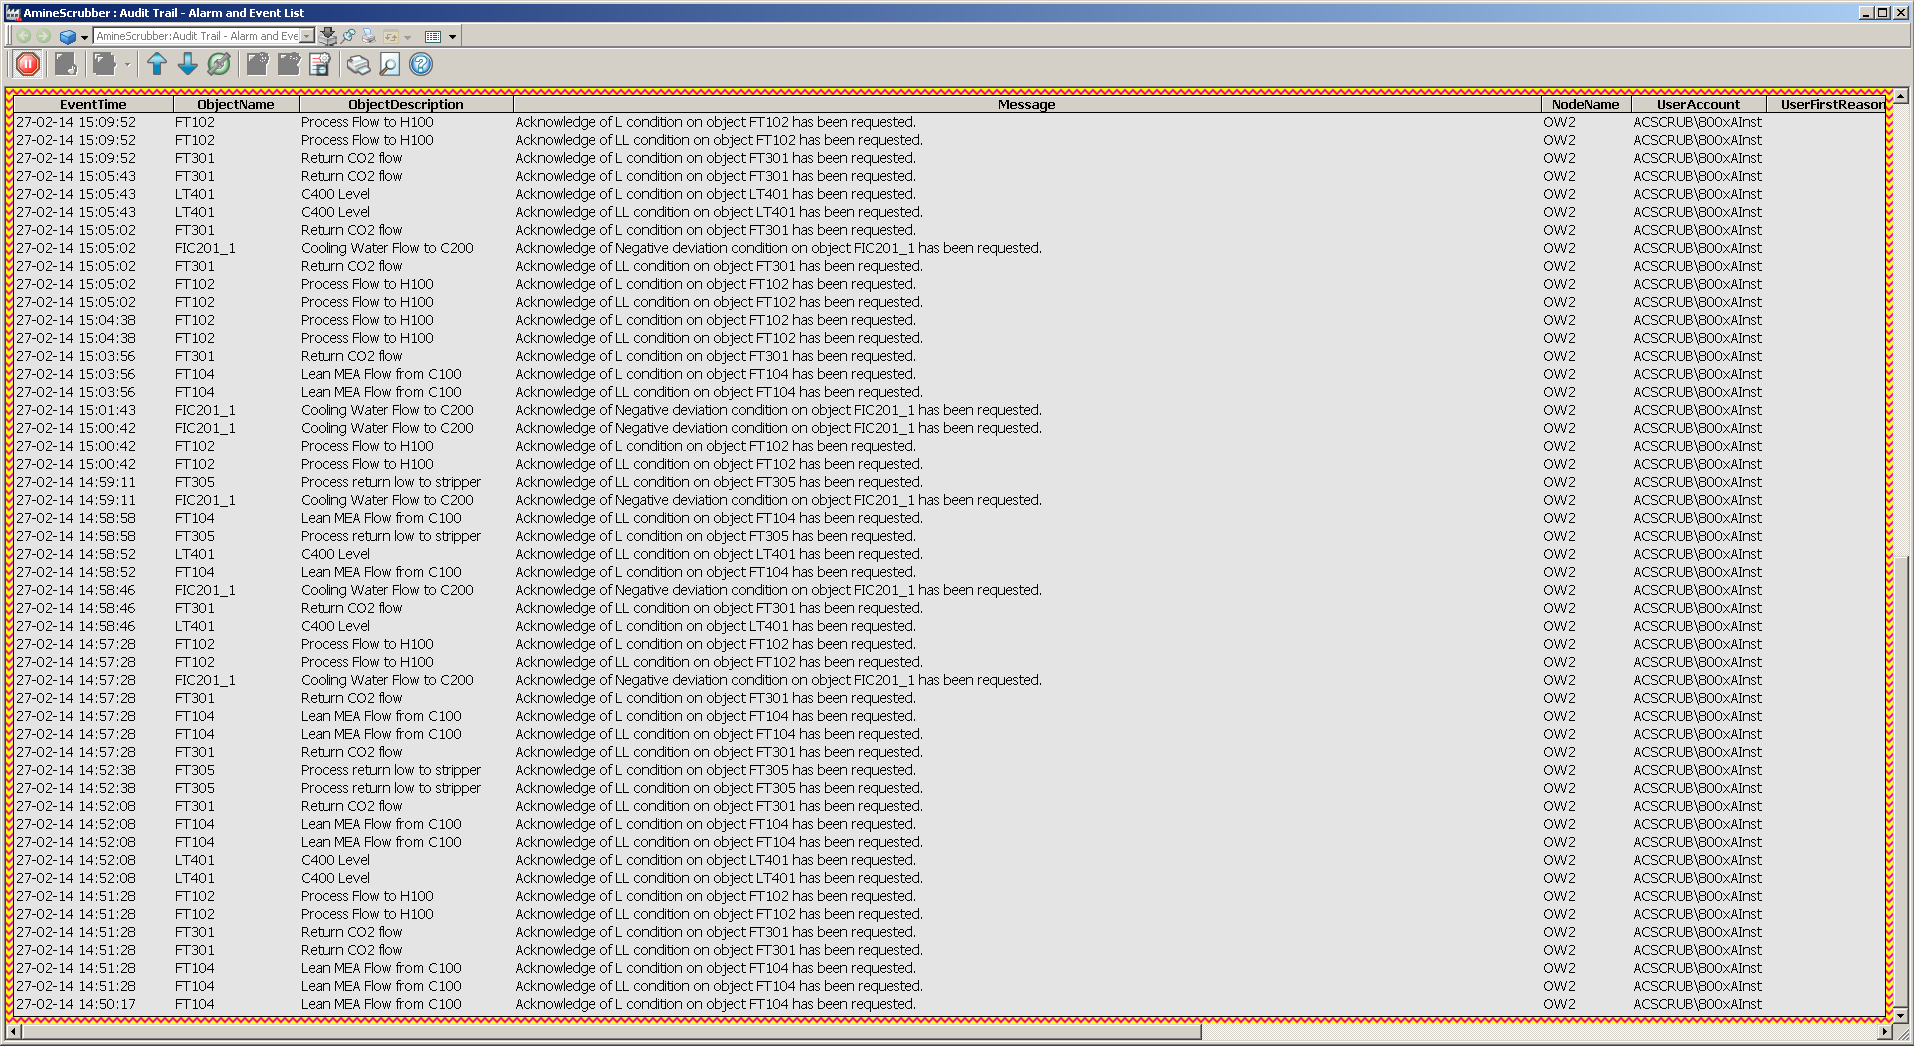 AmineScrubber : Audit Trail - Alarm and Event List
AmineScrubber:Audit Trail - Alarm and Eve
EventTime ObjectName ObjectDescription Message NodeName UserAccount UserFirstReason
27-02-14 15:09:52 FT102 Process Flow to H100 Acknowledge of L condition on object FT102 has been requested. OW2 ACSCRUB\800xAInst
27-02-14 15:09:52 FT102 Process Flow to H100 Acknowledge of LL condition on object FT102 has been requested. OW2 ACSCRUB\800xAInst
27-02-14 15:09:52 FT301 Return CO2 flow Acknowledge of L condition on object FT301 has been requested. OW2 ACSCRUB\800xAInst
27-02-14 15:05:43 FT301 Return CO2 flow Acknowledge of L condition on object FT301 has been requested. OW2 ACSCRUB\800xAInst
27-02-14 15:05:43 LT401 C400 Level Acknowledge of L condition on object LT401 has been requested. OW2 ACSCRUB\800xAInst
27-02-14 15:05:43 LT401 C400 Level Acknowledge of LL condition on object LT401 has been requested. OW2 ACSCRUB\800xAInst
27-02-14 15:05:02 FT301 Return CO2 flow Acknowledge of L condition on object FT301 has been requested. OW2 ACSCRUB\800xAInst
27-02-14 15:05:02 FIC201_1 Cooling Water Flow to C200 Acknowledge of Negative deviation condition on object FIC201_1 has been requested. OW2 ACSCRUB\800xAInst
27-02-14 15:05:02 FT301 Return CO2 flow Acknowledge of LL condition on object FT301 has been requested. OW2 ACSCRUB\800xAInst
27-02-14 15:05:02 FT102 Process Flow to H100 Acknowledge of L condition on object FT102 has been requested. OW2 ACSCRUB\800xAInst
27-02-14 15:05:02 FT102 Process Flow to H100 Acknowledge of LL condition on object FT102 has been requested. OW2 ACSCRUB\800xAInst
27-02-14 15:04:38 FT102 Process Flow to H100 Acknowledge of L condition on object FT102 has been requested. OW2 ACSCRUB\800xAInst
27-02-14 15:04:38 FT102 Process Flow to H100 Acknowledge of LL condition on object FT102 has been requested. OW2 ACSCRUB\800xAInst
27-02-14 15:03:56 FT301 Return CO2 flow Acknowledge of L condition on object FT301 has been requested. OW2 ACSCRUB\800xAInst
27-02-14 15:03:56 FT104 Lean MEA Flow from C100 Acknowledge of L condition on object FT104 has been requested. OW2 ACSCRUB\800xAInst
27-02-14 15:03:56 FT104 Lean MEA Flow from C100 Acknowledge of LL condition on object FT104 has been requested. OW2 ACSCRUB\800xAInst
27-02-14 15:01:43 FIC201_1 Cooling Water Flow to C200 Acknowledge of Negative deviation condition on object FIC201_1 has been requested. OW2 ACSCRUB\800xAInst
27-02-14 15:00:42 FIC201_1 Cooling Water Flow to C200 Acknowledge of Negative deviation condition on object FIC201_1 has been requested. OW2 ACSCRUB\800xAInst
27-02-14 15:00:42 FT102 Process Flow to H100 Acknowledge of L condition on object FT102 has been requested. OW2 ACSCRUB\800xAInst
27-02-14 15:00:42 FT102 Process Flow to H100 Acknowledge of LL condition on object FT102 has been requested. OW2 ACSCRUB\800xAInst
27-02-14 14:59:11 FT305 Process return low to stripper Acknowledge of LL condition on object FT305 has been requested. OW2 ACSCRUB\800xAInst
27-02-14 14:59:11 FIC201_1 Cooling Water Flow to C200 Acknowledge of Negative deviation condition on object FIC201_1 has been requested. OW2 ACSCRUB\800xAInst
27-02-14 14:58:58 FT104 Lean MEA Flow from C100 Acknowledge of LL condition on object FT104 has been requested. OW2 ACSCRUB\800xAInst
27-02-14 14:58:58 FT305 Process return low to stripper Acknowledge of L condition on object FT305 has been requested. OW2 ACSCRUB\800xAInst
27-02-14 14:58:52 LT401 C400 Level Acknowledge of LL condition on object LT401 has been requested. OW2 ACSCRUB\800xAInst
27-02-14 14:58:52 FT104 Lean MEA Flow from C100 Acknowledge of L condition on object FT104 has been requested. OW2 ACSCRUB\800xAInst
27-02-14 14:58:46 FIC201_1 Cooling Water Flow to C200 Acknowledge of Negative deviation condition on object FIC201_1 has been requested. OW2 ACSCRUB\800xAInst
27-02-14 14:58:46 FT301 Return CO2 flow Acknowledge of LL condition on object FT301 has been requested. OW2 ACSCRUB\800xAInst
27-02-14 14:58:46 LT401 C400 Level Acknowledge of L condition on object LT401 has been requested. OW2 ACSCRUB\800xAInst
27-02-14 14:57:28 FT102 Process Flow to H100 Acknowledge of L condition on object FT102 has been requested. OW2 ACSCRUB\800xAInst
27-02-14 14:57:28 FT102 Process Flow to H100 Acknowledge of LL condition on object FT102 has been requested. OW2 ACSCRUB\800xAInst
27-02-14 14:57:28 FIC201_1 Cooling Water Flow to C200 Acknowledge of Negative deviation condition on object FIC201_1 has been requested. OW2 ACSCRUB\800xAInst
27-02-14 14:57:28 FT301 Return CO2 flow Acknowledge of L condition on object FT301 has been requested. OW2 ACSCRUB\800xAInst
27-02-14 14:57:28 FT104 Lean MEA Flow from C100 Acknowledge of L condition on object FT104 has been requested. OW2 ACSCRUB\800xAInst
27-02-14 14:57:28 FT104 Lean MEA Flow from C100 Acknowledge of LL condition on object FT104 has been requested. OW2 ACSCRUB\800xAInst
27-02-14 14:57:28 FT301 Return CO2 flow Acknowledge of LL condition on object FT301 has been requested. OW2 ACSCRUB\800xAInst
27-02-14 14:52:38 FT305 Process return low to stripper Acknowledge of L condition on object FT305 has been requested. OW2 ACSCRUB\800xAInst
27-02-14 14:52:38 FT305 Process return low to stripper Acknowledge of LL condition on object FT305 has been requested. OW2 ACSCRUB\800xAInst
27-02-14 14:52:08 FT301 Return CO2 flow Acknowledge of LL condition on object FT301 has been requested. OW2 ACSCRUB\800xAInst
27-02-14 14:52:08 FT104 Lean MEA Flow from C100 Acknowledge of L condition on object FT104 has been requested. OW2 ACSCRUB\800xAInst
27-02-14 14:52:08 FT104 Lean MEA Flow from C100 Acknowledge of LL condition on object FT104 has been requested. OW2 ACSCRUB\800xAInst
27-02-14 14:52:08 LT401 C400 Level Acknowledge of L condition on object LT401 has been requested. OW2 ACSCRUB\800xAInst
27-02-14 14:52:08 LT401 C400 Level Acknowledge of LL condition on object LT401 has been requested. OW2 ACSCRUB\800xAInst
27-02-14 14:51:28 FT102 Process Flow to H100 Acknowledge of L condition on object FT102 has been requested. OW2 ACSCRUB\800xAInst
27-02-14 14:51:28 FT102 Process Flow to H100 Acknowledge of LL condition on object FT102 has been requested. OW2 ACSCRUB\800xAInst
27-02-14 14:51:28 FT301 Return CO2 flow Acknowledge of L condition on object FT301 has been requested. OW2 ACSCRUB\800xAInst
27-02-14 14:51:28 FT301 Return CO2 flow Acknowledge of LL condition on object FT301 has been requested. OW2 ACSCRUB\800xAInst
27-02-14 14:51:28 FT104 Lean MEA Flow from C100 Acknowledge of L condition on object FT104 has been requested. OW2 ACSCRUB\800xAInst
27-02-14 14:51:28 FT104 Lean MEA Flow from C100 Acknowledge of LL condition on object FT104 has been requested. OW2 ACSCRUB\800xAInst
27-02-14 14:50:17 FT104 Lean MEA Flow from C100 Acknowledge of L condition on object FT104 has been requested. OW2 ACSCRUB\800xAInst